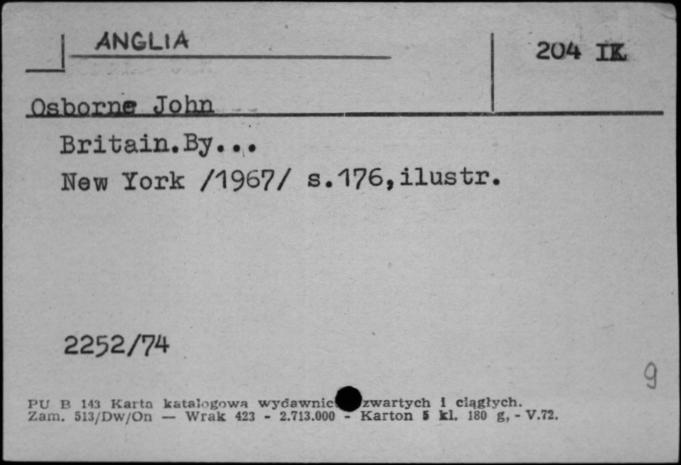 ANGLIA
204 IK
Osborne John
Britain.By...
New York /1967/ s.176,ilustr.
2252/74
9
PU B 143 Karta katalogowa wydawnic zwartych i ciągłych.
Zam. 513/Dw/On — Wrak 423 - 2.713.000 - Karton 5 kl. 180 g, - V.72.